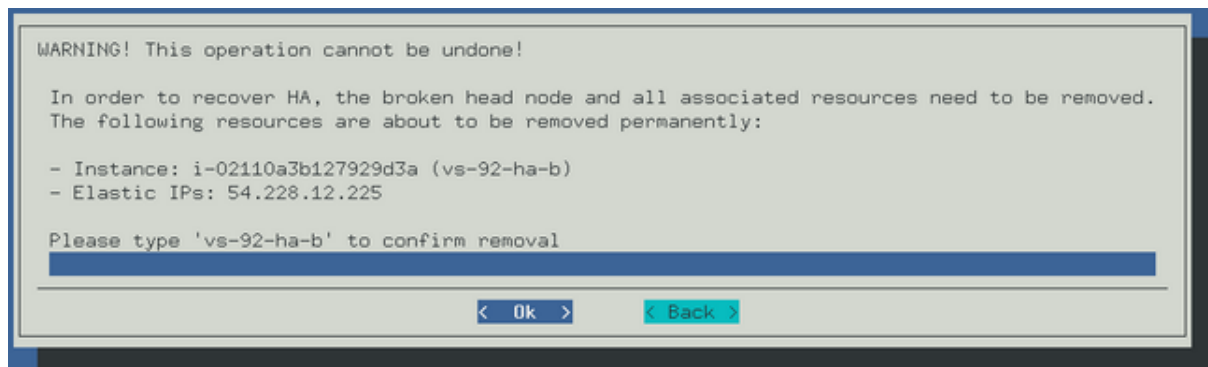 WARNING! This operation cannot be undone!
In order to recover HA, the broken head node and all associated resources need to be removed.
The following resources are about to be removed permanently:
- Instance: i-02110a3b127929d3a (vs-92-ha-b)
- Elastic IPs: 54.228.12.225
Please type 'vs-92-ha-b' to confirm removal
< Ok > < Back >